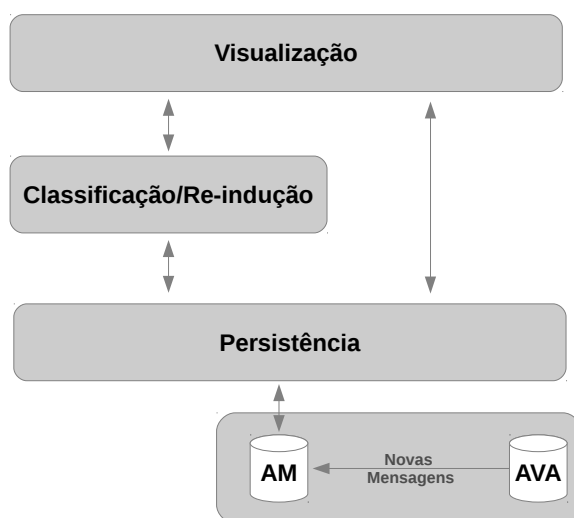 Visualização
Classificação/Re-indução
Persistência
AM
Novas
Mensagens
AVA